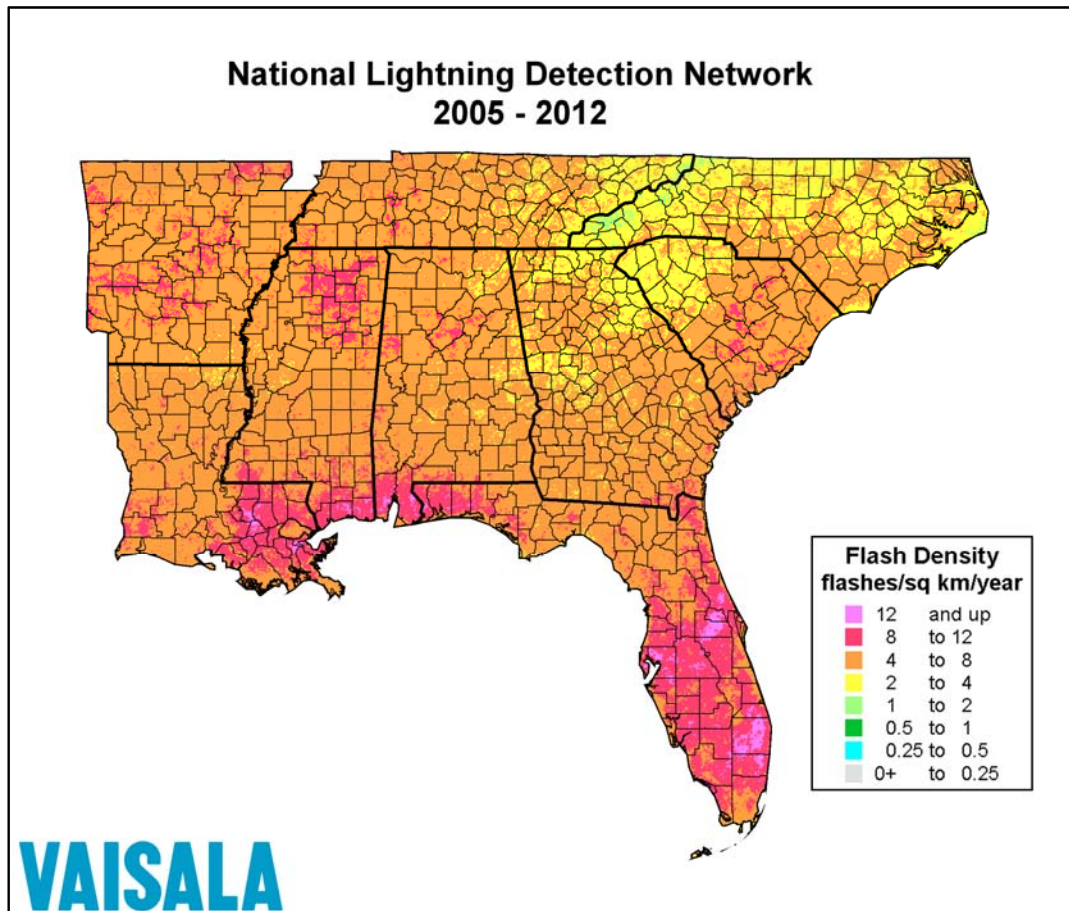 National Lightning Detection Network
2005 - 2012
Flash Density
flashes/sq km/year
12 and up
8 to 12
4 to 8
2 to 4
1 to 2
0.5 to 1
0.25 to 0.5
0+ to 0.25
VAISALA